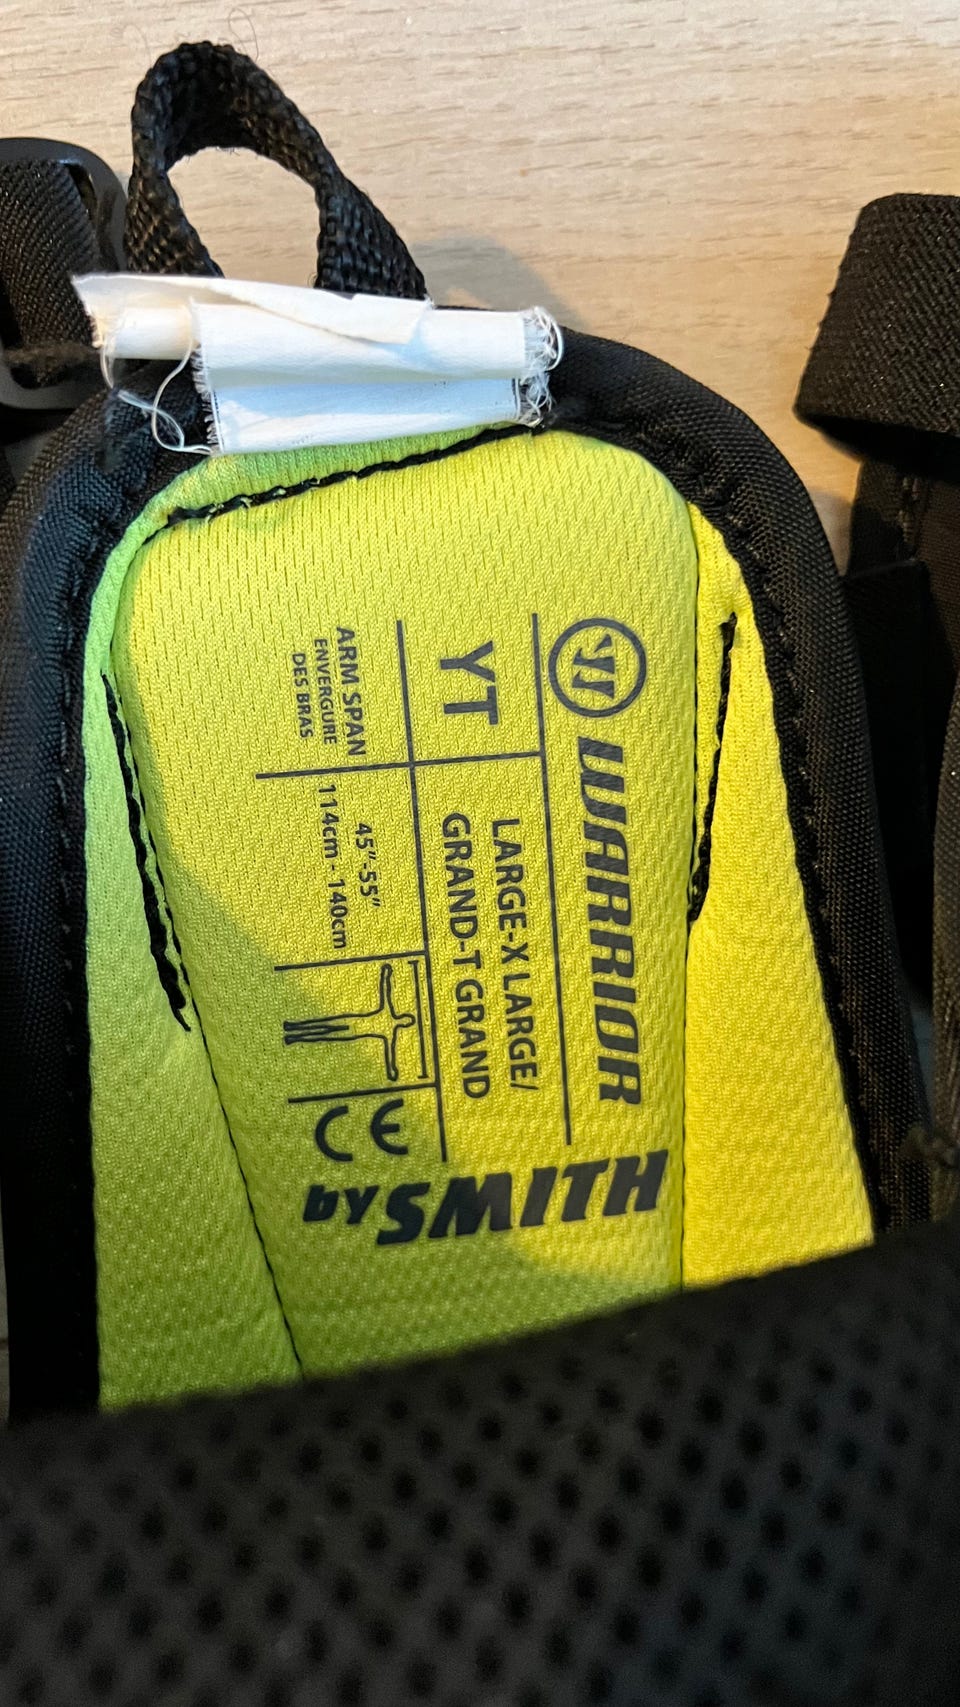 WARRIOR
YT
LARGE-X LARGE/
GRAND-T GRAND
ARM SPAN
ENVERGURE
DES BRAS
45"-55"
114cm - 140cm
CE
by SMITH